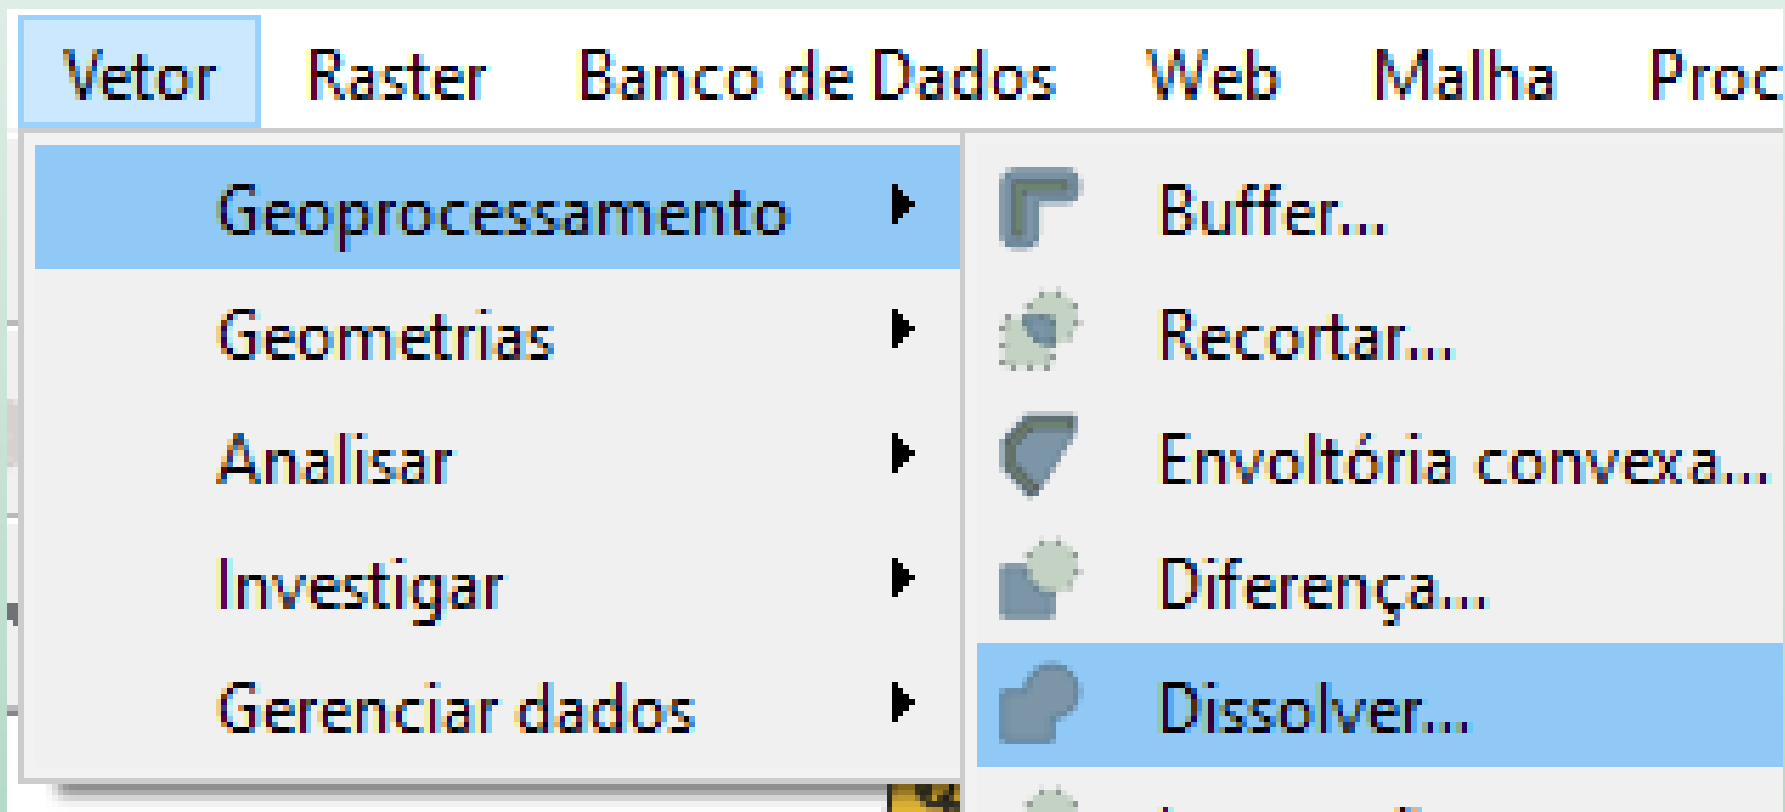 Vetor Raster Banco de Dados Web Malha Proc
Geoprocessamento
Geometrias
Analisar
Investigar
Gerenciar dados
Buffer...
Recortar...
Envoltória convexa...
Diferença...
Dissolver...